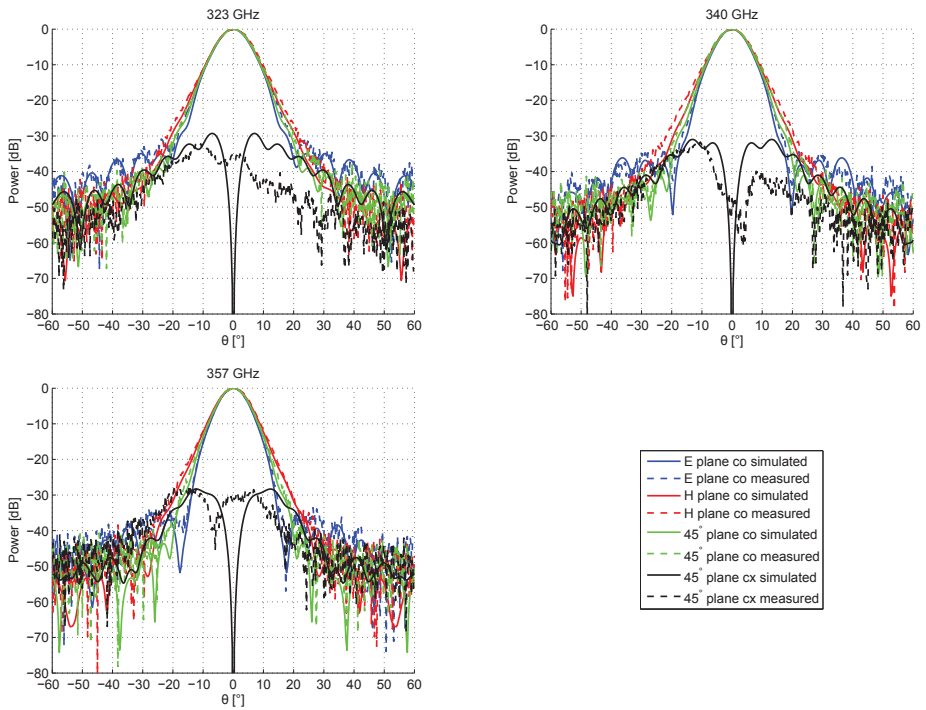 323 GHz
0
−10
−20
−30
−40
−50
−60
−70
−80
Power [dB]
−60 −50 −40 −30 −20 −10 0 10 20 30 40 50 60
θ [°]
340 GHz
0
−10
−20
−30
−40
−50
−60
−70
−80
Power [dB]
−60 −50 −40 −30 −20 −10 0 10 20 30 40 50 60
θ [°]
357 GHz
0
−10
−20
−30
−40
−50
−60
−70
−80
Power [dB]
−60 −50 −40 −30 −20 −10 0 10 20 30 40 50 60
θ [°]
E plane co simulated
E plane co measured
H plane co simulated
H plane co measured
45° plane co simulated
45° plane co measured
45° plane cx simulated
45° plane cx measured